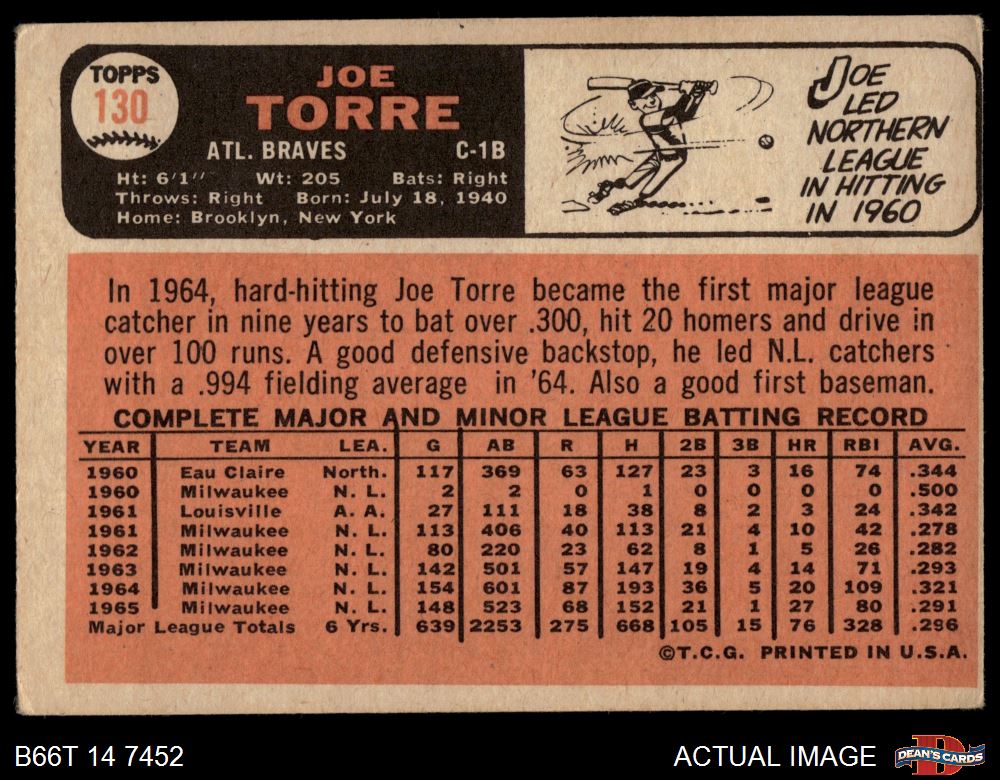 TOPPS
130
JOE
TORRE
ATL. BRAVES C-1B
Ht: 6'1" Wt: 205 Bats: Right
Throws: Right Born: July 18, 1940
Home: Brooklyn, New York
JOE
LED
NORTHERN
LEAGUE
IN HITTING
IN 1960
In 1964, hard-hitting Joe Torre became the first major league
catcher in nine years to bat over .300, hit 20 homers and drive in
over 100 runs. A good defensive backstop, he led N.L. catchers
with a .994 fielding average in '64. Also a good first baseman.
COMPLETE MAJOR AND MINOR LEAGUE BATTING RECORD
YEAR TEAM LEA. G AB R H 2B 3B HR RBI AVG.
1960 Eau Claire North. 117 369 63 127 23 3 16 74 .344
1960 Milwaukee N. L. 2 2 0 1 0 0 0 0 .500
1961 Louisville A. A. 27 111 18 38 8 2 3 24 .342
1961 Milwaukee N. L. 113 406 40 113 21 4 10 42 .278
1962 Milwaukee N. L. 80 220 23 62 8 1 5 26 .282
1963 Milwaukee N. L. 142 501 57 147 19 4 14 71 .293
1964 Milwaukee N. L. 154 601 87 193 36 5 20 109 .321
1965 Milwaukee N. L. 148 523 68 152 21 1 27 80 .291
Major League Totals 6 Yrs. 639 2253 275 668 105 15 76 328 .296
©T.C.G. PRINTED IN U.S.A.
B66T 14 7452
ACTUAL IMAGE
DEAN'S CARDS